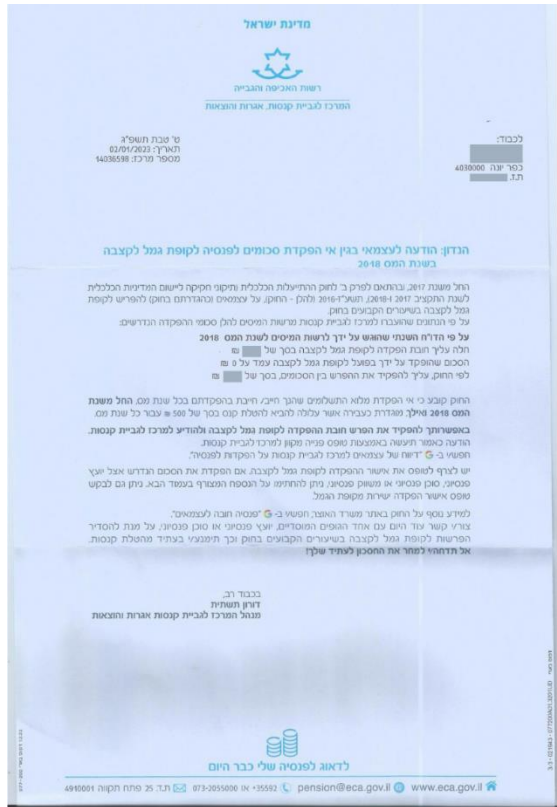 מדינת ישראל
רשות האכיפה והגבייה
המרכז לגביית קנסות, אגרות והוצאות
לכבוד:
כפר יונה 4030000
ת.ז.
ט' טבת תשפ"ג
תאריך: 02/01/2023
מספר מרכז: 14036598
הנדון: הודעה לעצמאי בגין אי הפקדת סכומים לפנסיה לקופת גמל לקצבה
בשנת המס 2018
החל משנת 2017, ובהתאם לפרק ב' לחוק ההתייעלות הכלכלית (תיקוני חקיקה ליישום המדיניות הכלכלית
לשנת התקציב 2017 ו-2018), תשע"ז-2016 (להלן - החוק), על עצמאים (כהגדרתם בחוק) להפריש לקופת
גמל לקצבה בשיעורים הקבועים בחוק.
על פי הנתונים שהועברו למרכז לגביית קנסות מרשות המיסים להלן סכומי ההפקדה הנדרשים:
על פי הדו"ח השנתי שהוגש על ידך לרשות המיסים לשנת המס 2018
חלה עליך חובת הפקדה לקופת גמל לקצבה בסך של ₪
הסכום שהופקד על ידך בפועל לקופת גמל לקצבה עמד על 0 ₪
לפי החוק, עליך להפקיד את ההפרש בין הסכומים, בסך של ₪
החוק קובע כי אי הפקדת מלוא התשלומים שהנך חייב/ חייבת בהפקדתם בכל שנת מס, החל משנת
המס 2018 ואילך, מוגדרת כעבירה אשר עלולה להביא להטלת קנס בסך של 500 ₪ עבור כל שנת מס.
באפשרותך להפקיד את הפרש חובת ההפקדה לקופת גמל לקצבה ולהודיע למרכז לגביית קנסות.
הודעה כאמור תיעשה באמצעות טופס פנייה מקוון למרכז לגביית קנסות.
חפש/י ב- G "דיווח של עצמאים למרכז לגביית קנסות על הפקדות לפנסיה".
יש לצרף לטופס את אישור ההפקדה לקופת גמל לקצבה. אם הפקדת את הסכום הנדרש אצל יועץ
פנסיוני, סוכן פנסיוני או משווק פנסיוני, ניתן להחתימו על הנספח המצורף בעמוד הבא. ניתן גם לבקש
טופס אישור הפקדה ישירות מקופת הגמל.
למידע נוסף על החוק באתר משרד האוצר, חפש/י ב- G "פנסיה חובה לעצמאים".
צור/י קשר עוד היום עם אחד הגופים המוסדיים, יועץ פנסיוני או סוכן פנסיוני, על מנת להסדיר
הפרשות לקופת גמל לקצבה בשיעורים הקבועים בחוק וכך תימנע/י בעתיד מהטלת קנסות.
אל תדחה/י למחר את החסכון לעתיד שלך!
בכבוד רב,
דורון תשתית
מנהל המרכז לגביית קנסות אגרות והוצאות
לדאוג לפנסיה שלי כבר היום
www.eca.gov.il pension@eca.gov.il 35592* או 073-2055000 ת.ד. 25 פתח תקווה 4910001